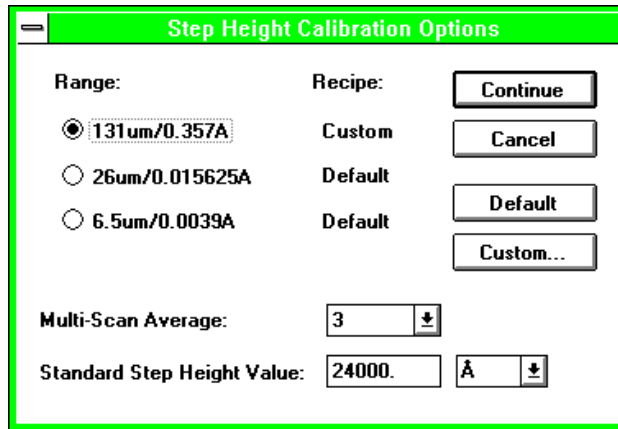 Step Height Calibration Options
Range: Recipe: Continue
131um/0.357A Custom Cancel
26um/0.015625A Default
6.5um/0.0039A Default Default
Custom...
Multi-Scan Average: 3
Standard Step Height Value: 24000. Å